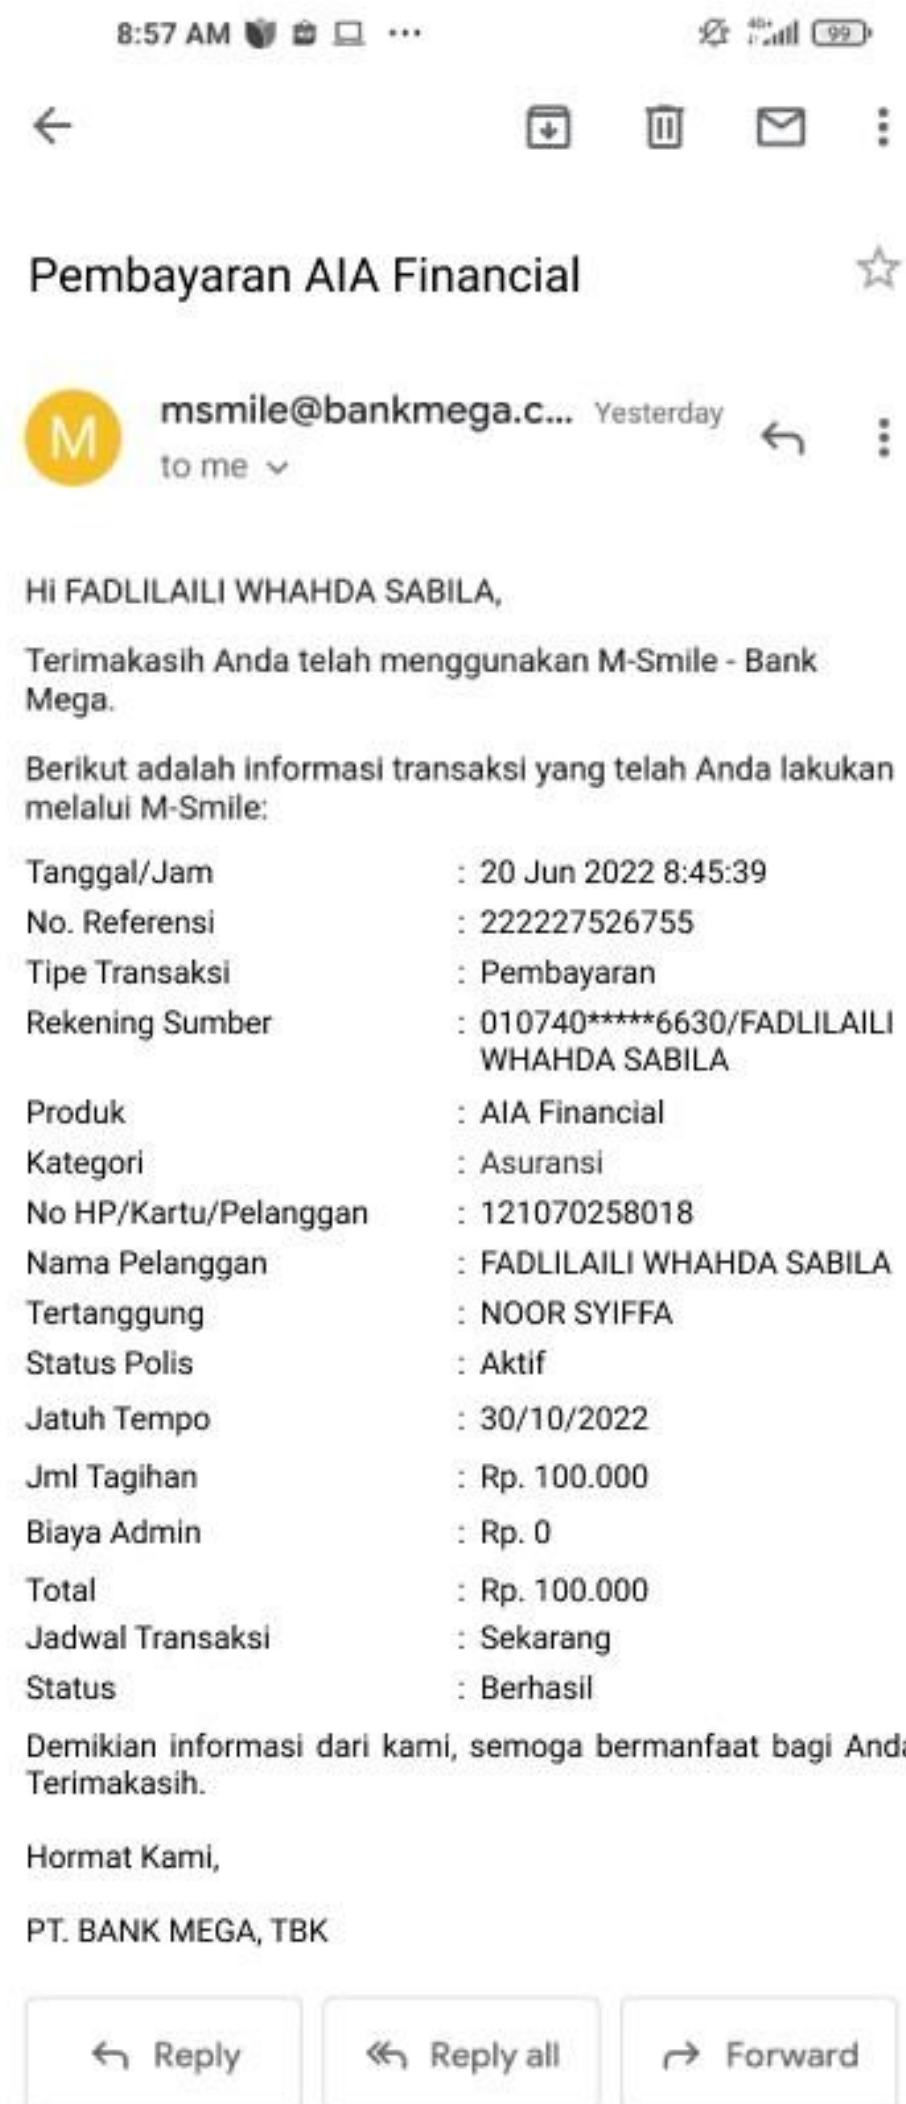 8:57 AM ...
4G+ 99
Pembayaran AIA Financial
M
msmile@bankmega.c... Yesterday
to me
Hi FADLILAILI WHAHDA SABILA,
Terimakasih Anda telah menggunakan M-Smile - Bank
Mega.
Berikut adalah informasi transaksi yang telah Anda lakukan
melalui M-Smile:
Tanggal/Jam : 20 Jun 2022 8:45:39
No. Referensi : 222227526755
Tipe Transaksi : Pembayaran
Rekening Sumber : 010740*****6630/FADLILAILI
WHAHDA SABILA
Produk : AIA Financial
Kategori : Asuransi
No HP/Kartu/Pelanggan : 121070258018
Nama Pelanggan : FADLILAILI WHAHDA SABILA
Tertanggung : NOOR SYIFFA
Status Polis : Aktif
Jatuh Tempo : 30/10/2022
Jml Tagihan : Rp. 100.000
Biaya Admin : Rp. 0
Total : Rp. 100.000
Jadwal Transaksi : Sekarang
Status : Berhasil
Demikian informasi dari kami, semoga bermanfaat bagi Anda
Terimakasih.
Hormat Kami,
PT. BANK MEGA, TBK
Reply
Reply all
Forward